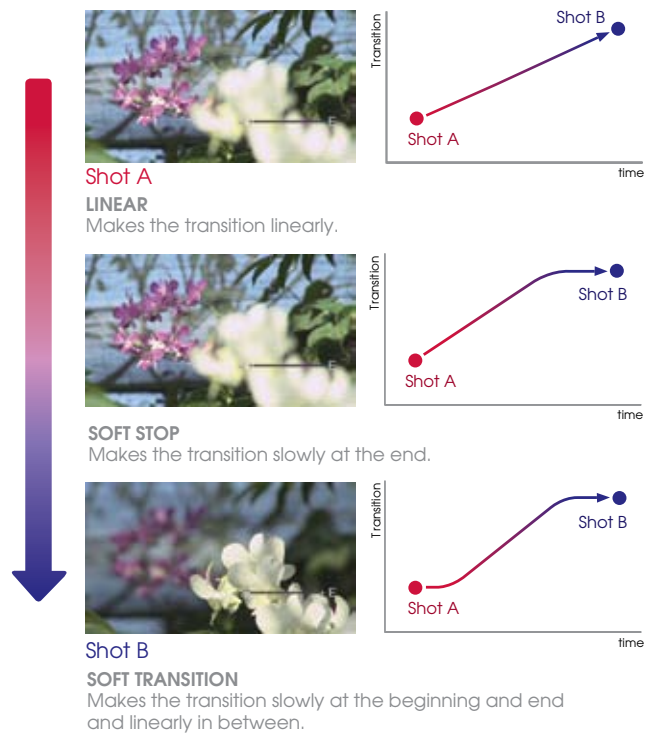 Transition
Shot B
Shot A
time
Shot A
LINEAR
Makes the transition linearly.
Transition
Shot B
Shot A
time
SOFT STOP
Makes the transition slowly at the end.
Transition
Shot B
Shot A
time
Shot B
SOFT TRANSITION
Makes the transition slowly at the beginning and end
and linearly in between.